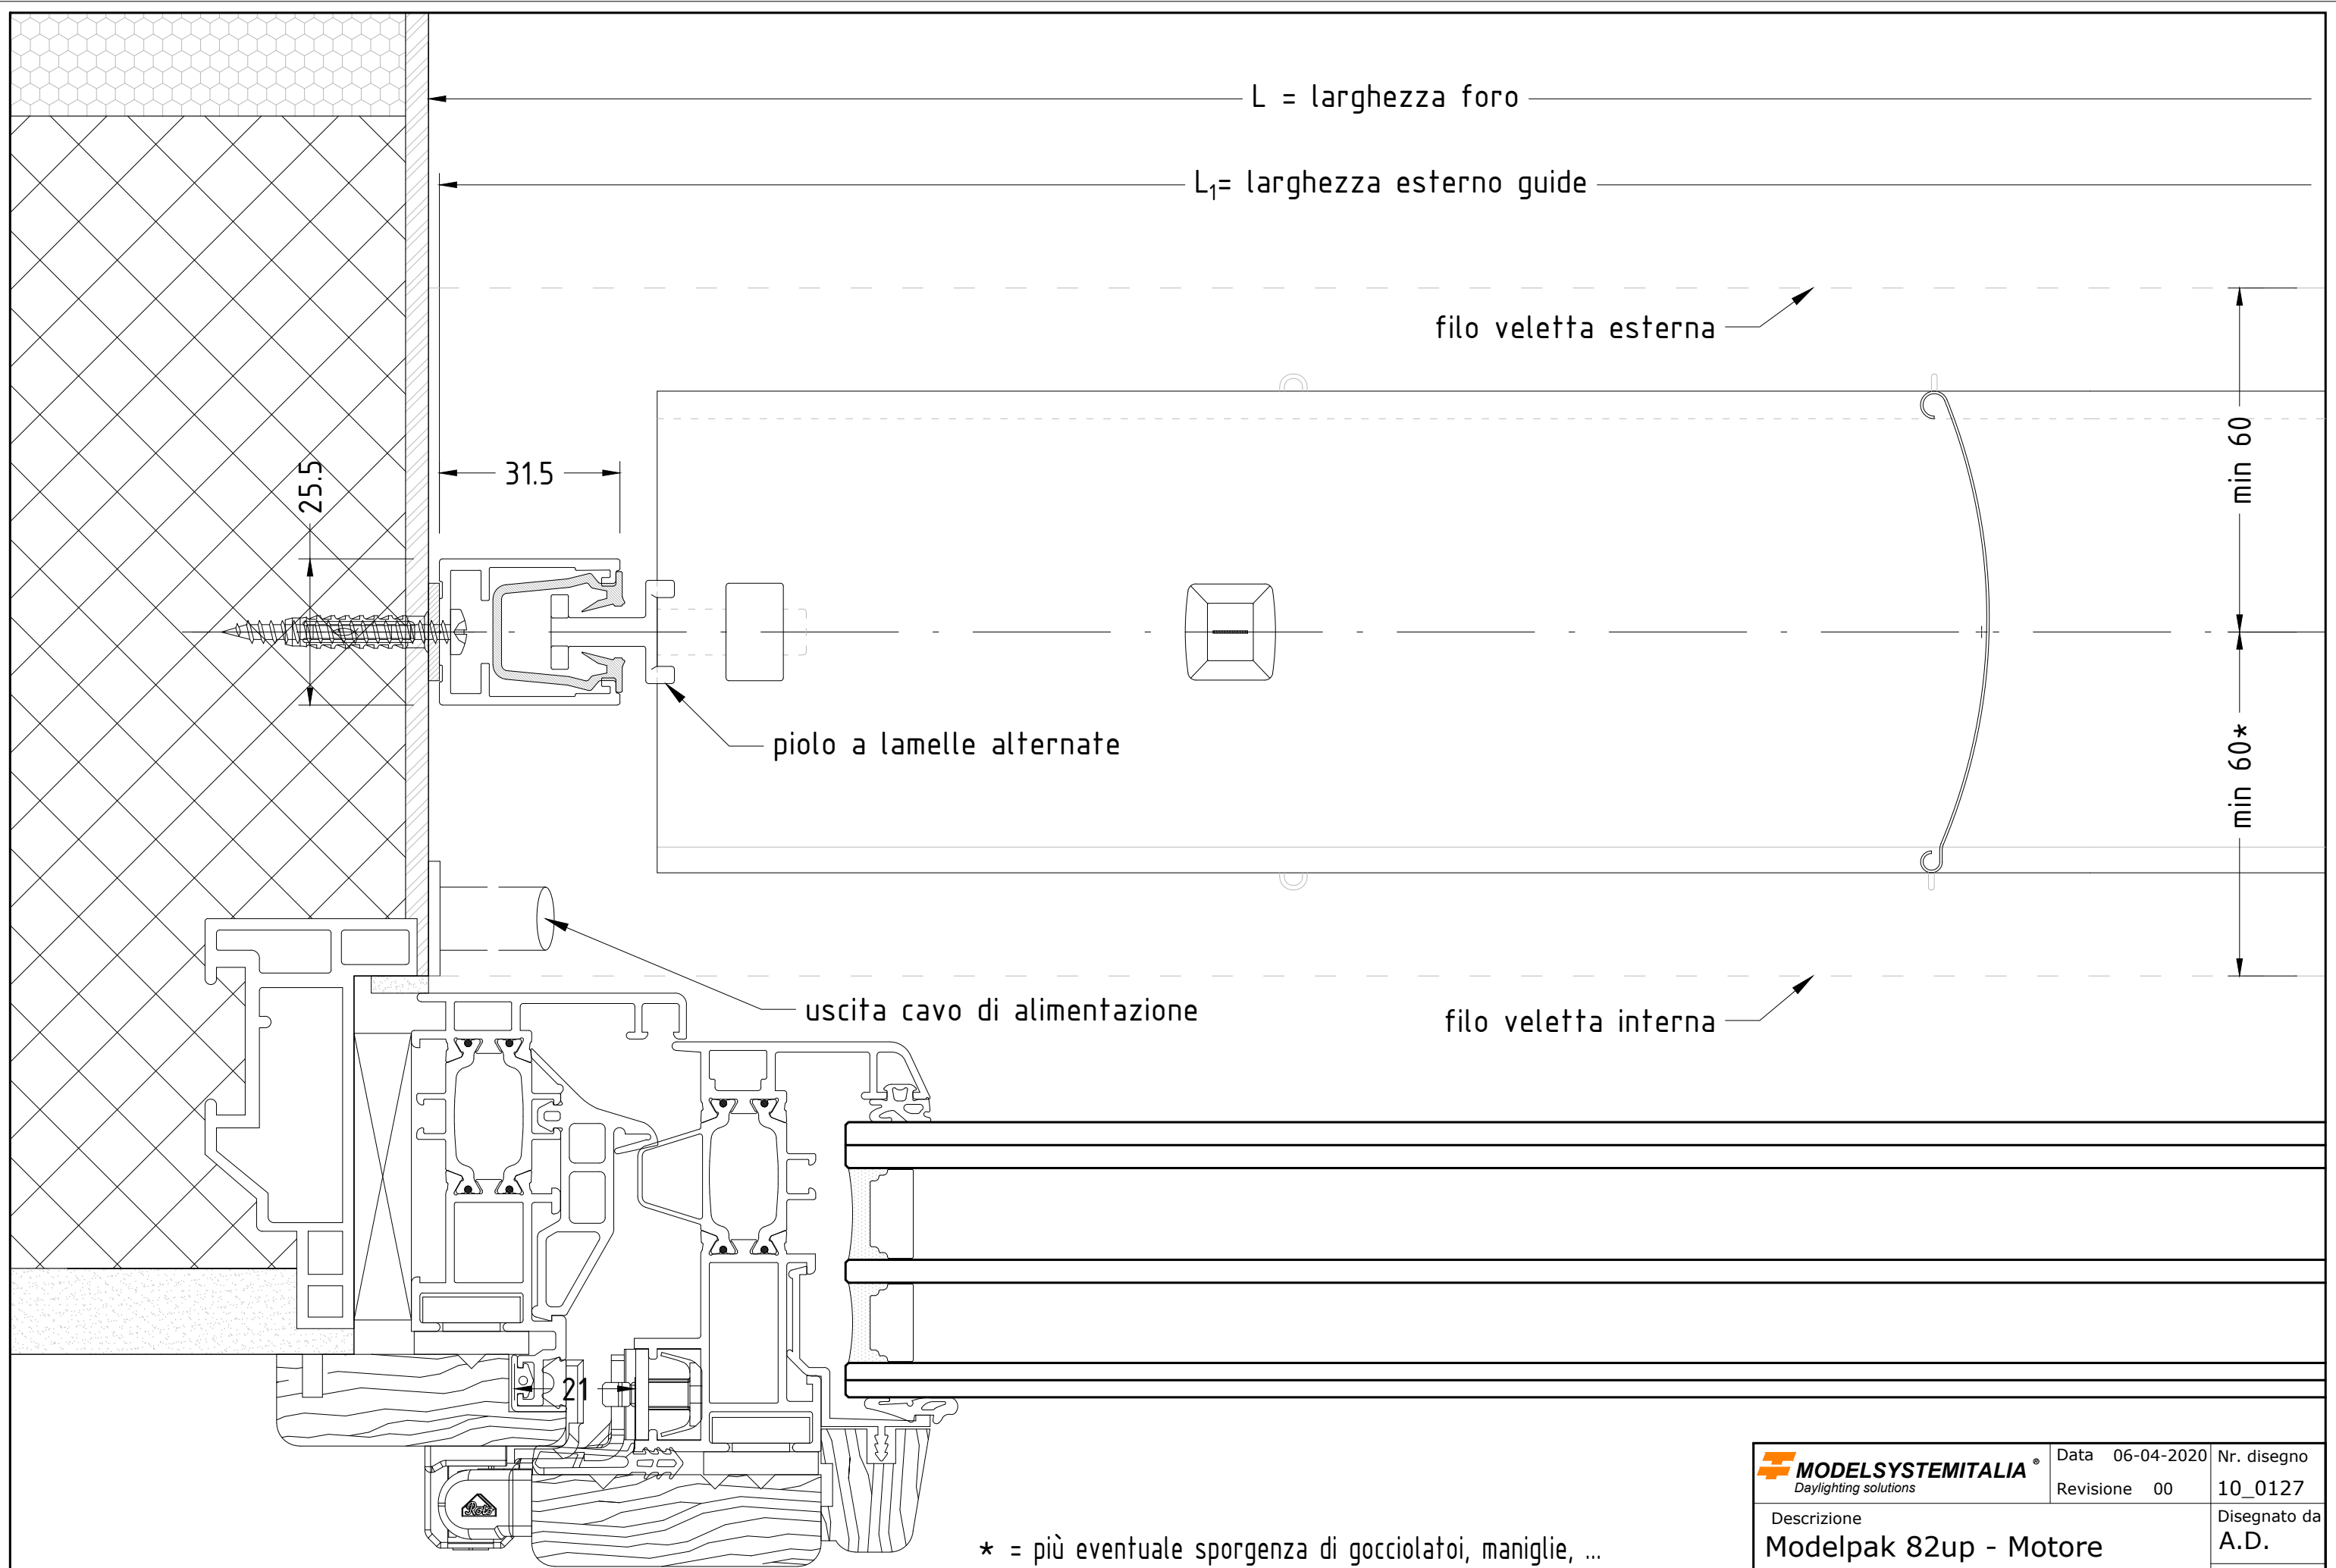 L = larghezza foro
L1= larghezza esterno guide
filo veletta esterna
min 60
31.5
25.5
min 60*
piolo a lamelle alternate
uscita cavo di alimentazione
filo veletta interna
21
Roto
* = più eventuale sporgenza di gocciolatoi, maniglie, ...
MODELSYSTEMITALIA ®
Daylighting solutions
Data 06-04-2020
Revisione 00
Nr. disegno
10_0127
Descrizione
Modelpak 82up - Motore
Disegnato da
A.D.